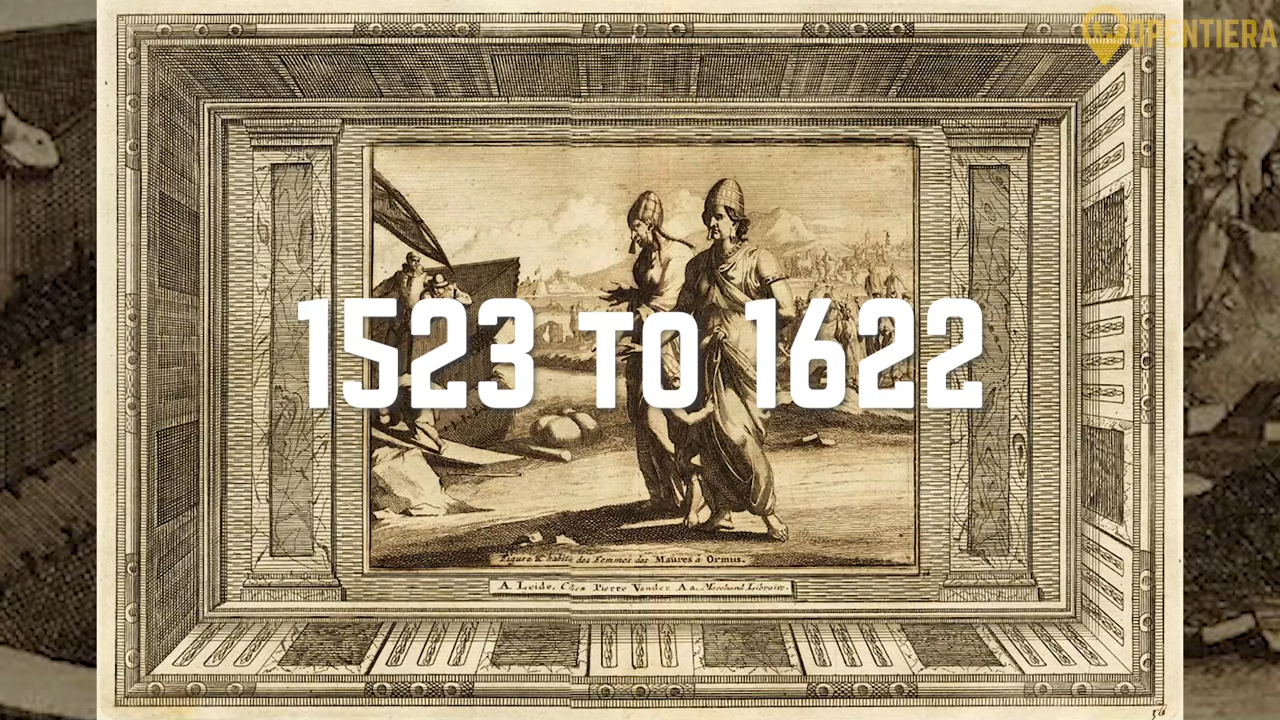 OPENTIERA
1523 TO 1622
Figure & habits des Femmes des Maures à Ormus.
A Leide, Chez Pierre Vander Aa, Marchand Libraire.